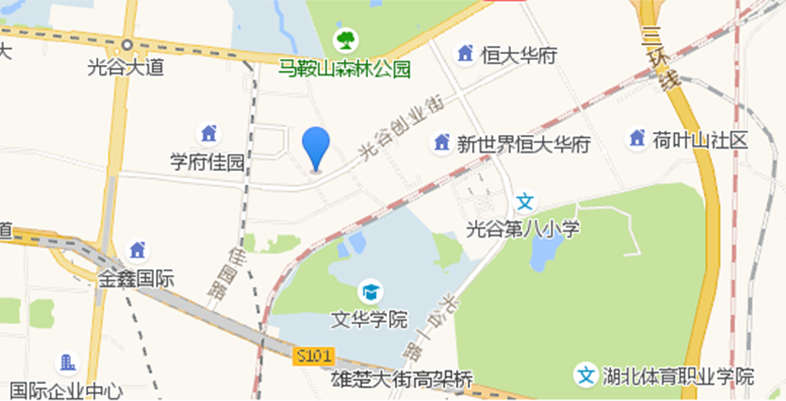 大
光谷大道
马鞍山森林公园
恒大华府
三环线
学府佳园
光谷创业街
新世界恒大华府
荷叶山社区
道
金鑫国际
佳园路
光谷第八小学
文
文华学院
光谷一路
S101
雄楚大街高架桥
国际企业中心
文
湖北体育职业学院